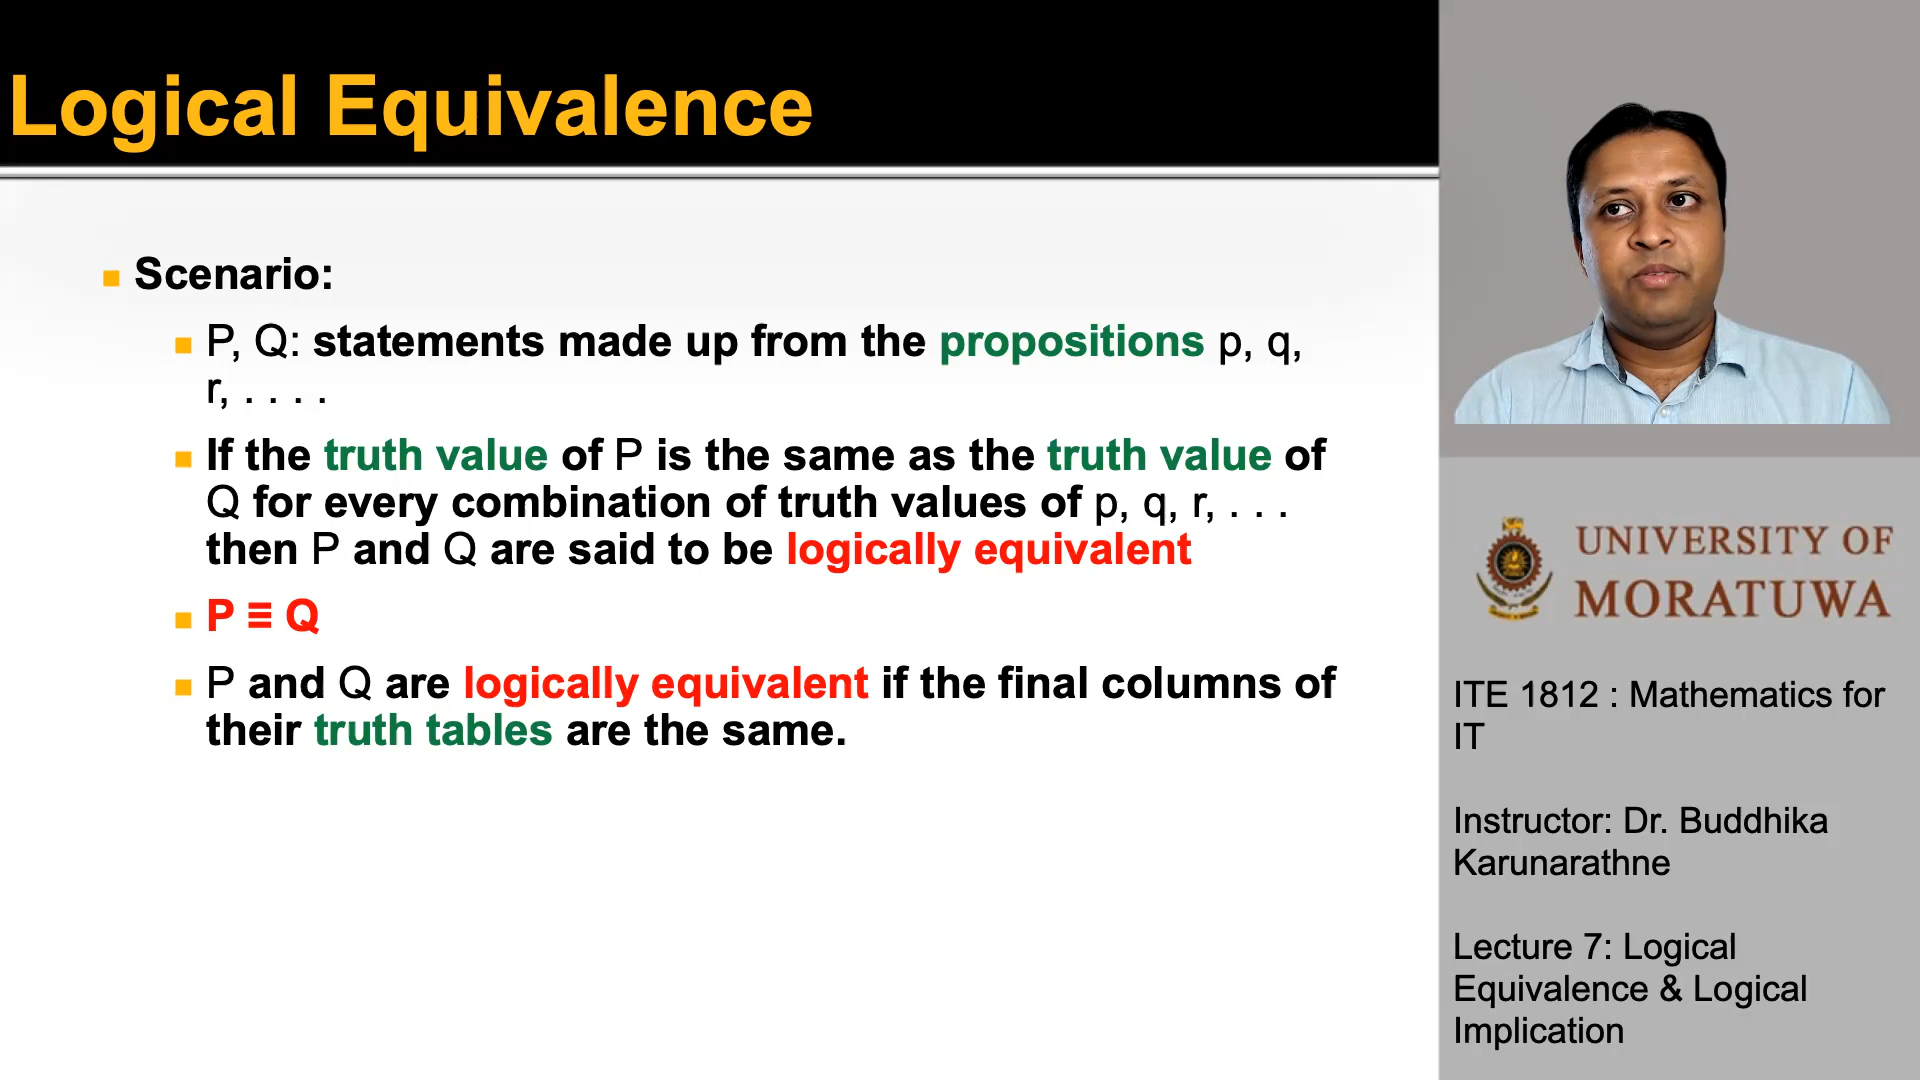 Logical Equivalence
Scenario:
P, Q: statements made up from the propositions p, q,
r, . . . .
If the truth value of P is the same as the truth value of
Q for every combination of truth values of p, q, r, . . .
then P and Q are said to be logically equivalent
P ≡ Q
P and Q are logically equivalent if the final columns of
their truth tables are the same.
UNIVERSITY OF
MORATUWA
ITE 1812 : Mathematics for
IT
Instructor: Dr. Buddhika
Karunarathne
Lecture 7: Logical
Equivalence & Logical
Implication